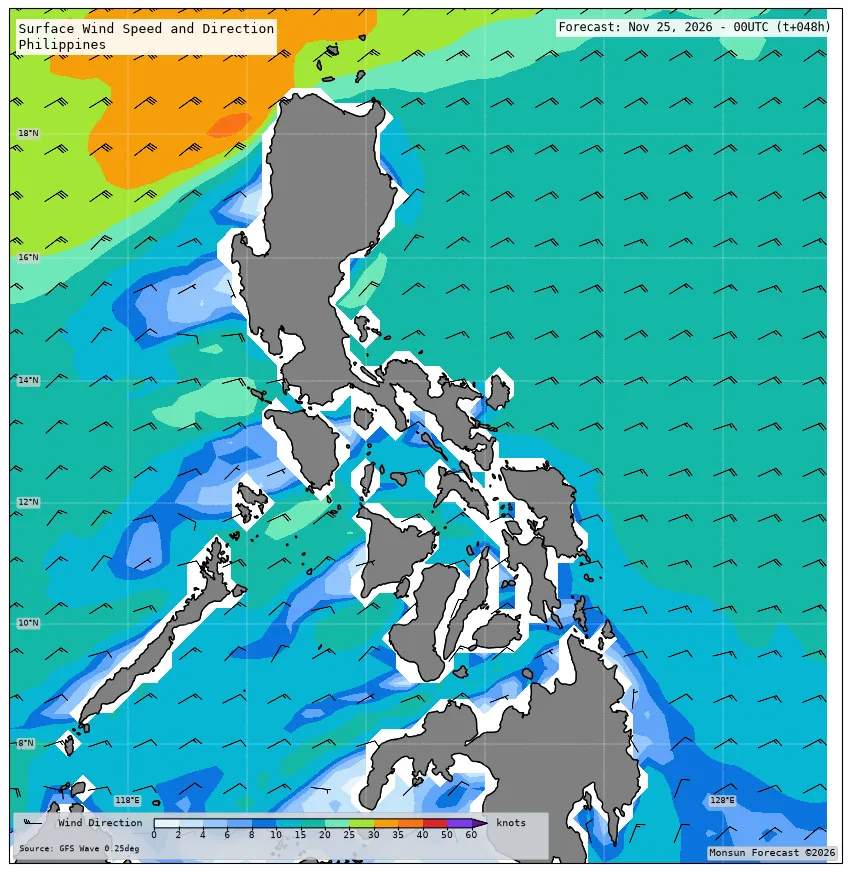 Surface Wind Speed and Direction
Philippines
Forecast: Nov 25, 2026 - 00UTC (t+048h)
18°N
16°N
14°N
12°N
10°N
8°N
118°E
128°E
Wind Direction
0 2 4 6 8 10 15 20 25 30 35 40 50 60 knots
Source: GFS Wave 0.25deg
Monsun Forecast ©2026